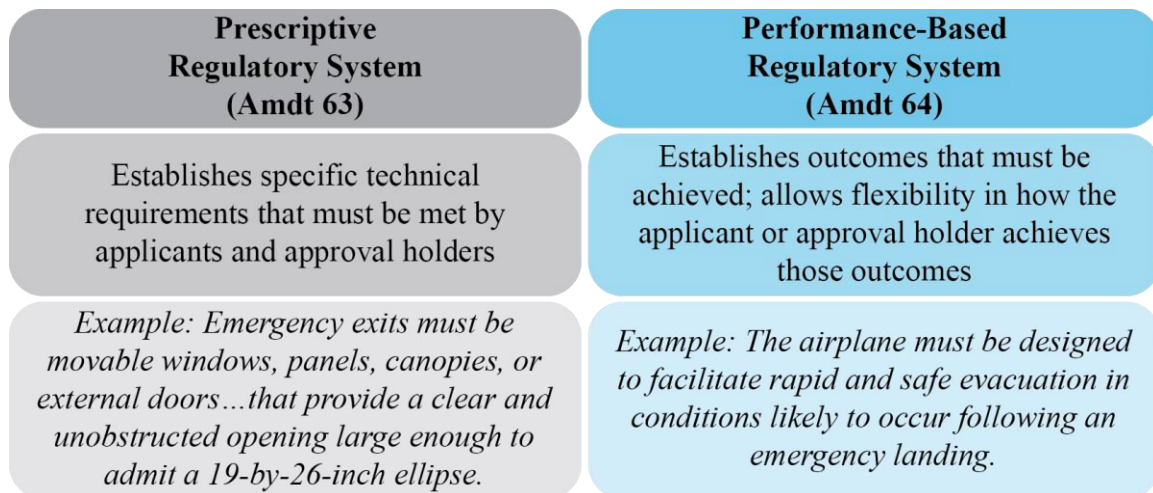 Prescriptive
Regulatory System
(Amdt 63)
Performance-Based
Regulatory System
(Amdt 64)
Establishes specific technical
requirements that must be met by
applicants and approval holders
Establishes outcomes that must be
achieved; allows flexibility in how the
applicant or approval holder achieves
those outcomes
Example: Emergency exits must be
movable windows, panels, canopies, or
external doors…that provide a clear and
unobstructed opening large enough to
admit a 19-by-26-inch ellipse.
Example: The airplane must be designed
to facilitate rapid and safe evacuation in
conditions likely to occur following an
emergency landing.